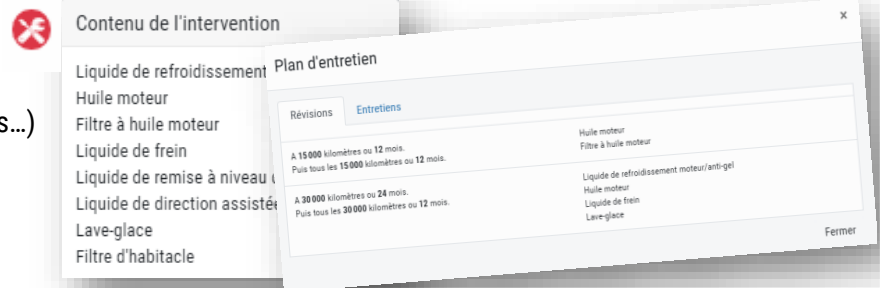 Contenu de l'intervention
s...)
Liquide de refroidissement
Huile moteur
Filtre à huile moteur
Liquide de frein
Liquide de remise à niveau
Liquide de direction assistée
Lave-glace
Filtre d'habitacle
Plan d'entretien
x
Révisions
Entretiens
A 15 000 kilomètres ou 12 mois.
Puis tous les 15 000 kilomètres ou 12 mois.
Huile moteur
Filtre à huile moteur
A 30 000 kilomètres ou 24 mois.
Puis tous les 30 000 kilomètres ou 12 mois.
Liquide de refroidissement moteur/anti-gel
Huile moteur
Liquide de frein
Lave-glace
Fermer